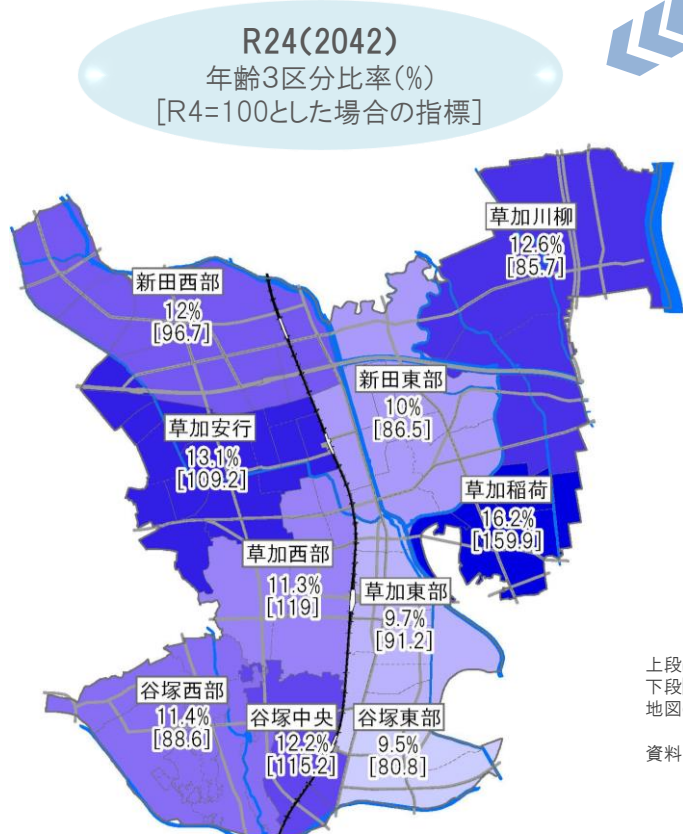 R24(2042)
年齢3区分比率(%)
[R4=100とした場合の指標]
草加川柳
12.6%
[85.7]
新田西部
12%
[96.7]
新田東部
10%
[86.5]
草加安行
13.1%
[109.2]
草加稲荷
16.2%
[159.9]
草加西部
11.3%
[119]
草加東部
9.7%
[91.2]
谷塚西部
11.4%
[88.6]
谷塚中央
12.2%
[115.2]
谷塚東部
9.5%
[80.8]
上段
下段
地図
資料